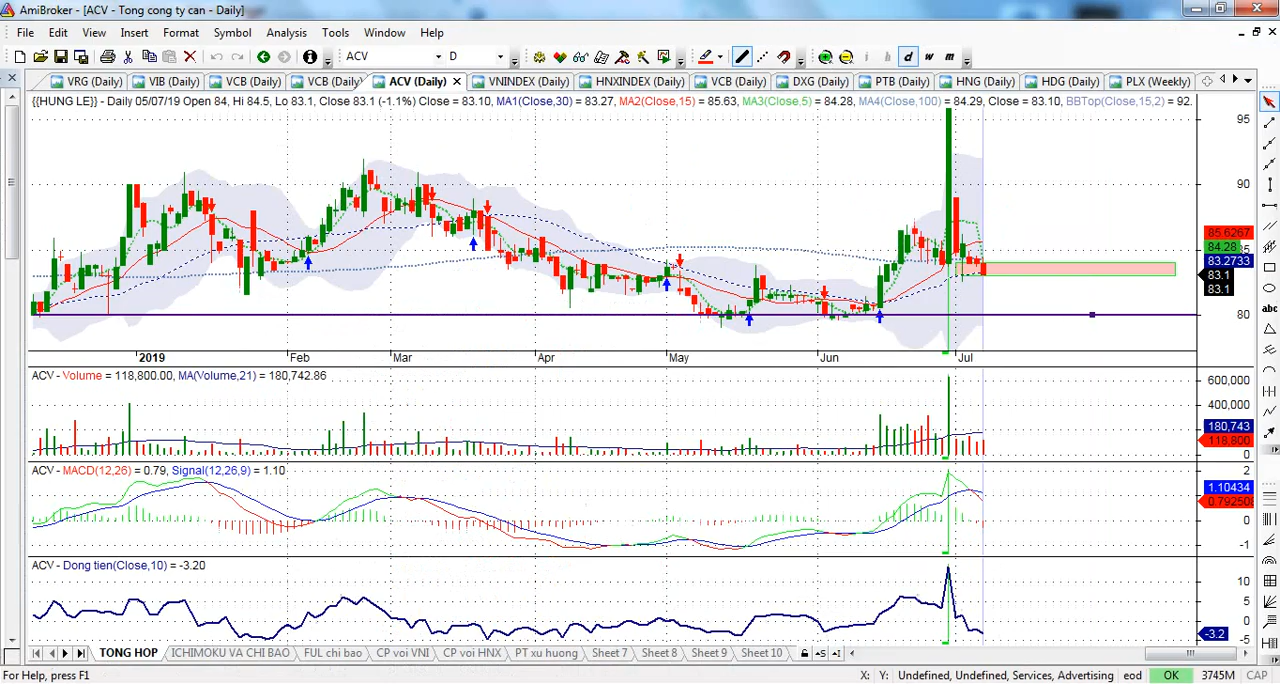 AmiBroker - [ACV - Tong cong ty can - Daily]
File Edit View Insert Format Symbol Analysis Tools Window Help
ACV D i h d w m
VRG (Daily) VIB (Daily) VCB (Daily) VCB (Daily) ACV (Daily) VNINDEX (Daily) HNXINDEX (Daily) VCB (Daily) DXG (Daily) PTB (Daily) HNG (Daily) HDG (Daily) PLX (Weekly)
{{HUNG LE}} - Daily 05/07/19 Open 84, Hi 84.5, Lo 83.1, Close 83.1 (-1.1%) Close = 83.10, MA1(Close,30) = 83.27, MA2(Close,15) = 85.63, MA3(Close,5) = 84.28, MA4(Close,100) = 84.29, Close = 83.10, BBTop(Close,15,2) = 92.
95
90
85.6267
84.28
83.2733
83.1
83.1
80
2019 Feb Mar Apr May Jun Jul
ACV - Volume = 118,800.00, MA(Volume,21) = 180,742.86
600,000
400,000
180,743
118,800
0
ACV - MACD(12,26) = 0.79, Signal(12,26,9) = 1.10
2
1.10434
0.79250
0
-1
ACV - Dong tien(Close,10) = -3.20
10
5
0
-3.2
-5
TONG HOP ICHIMOKU VA CHI BAO FUL chi bao CP voi VNI CP voi HNX PT xu huong Sheet 7 Sheet 8 Sheet 9 Sheet 10
For Help, press F1 X: Y: Undefined, Undefined, Services, Advertising eod OK 3745M CAP